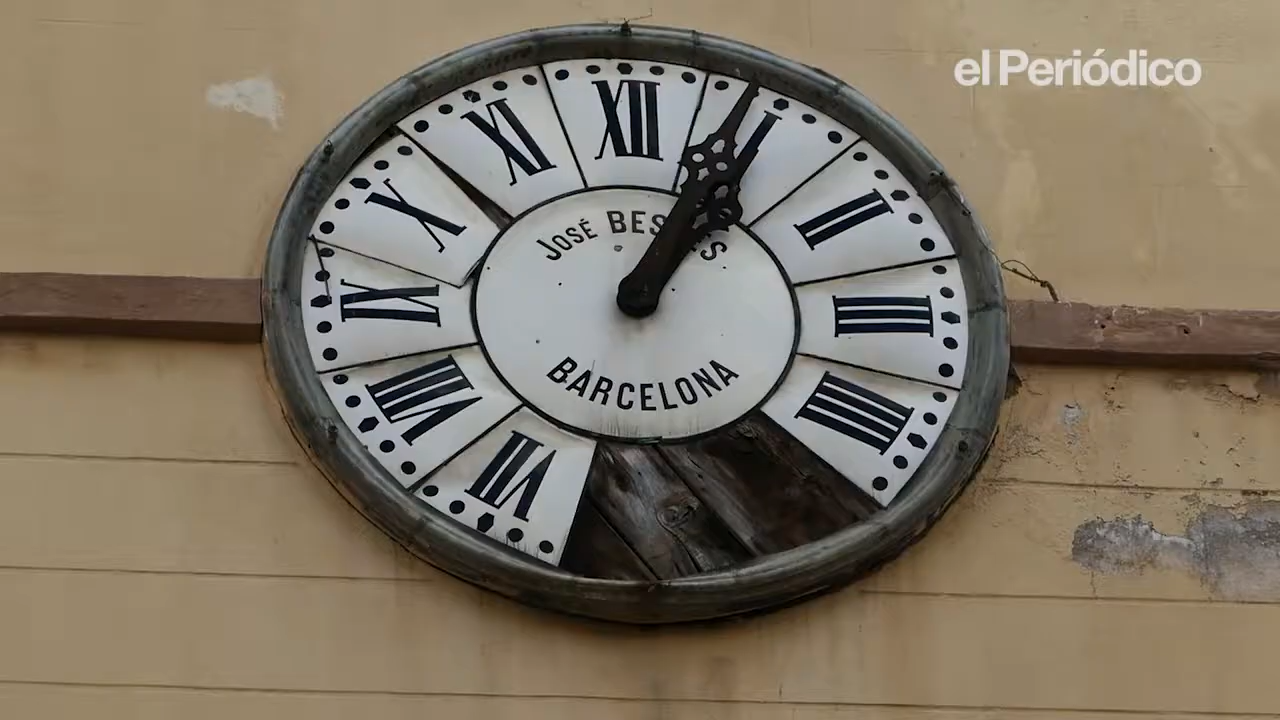 el Periódico
XII
I
II
III
IIII
VII
VIII
IX
X
XI
JOSÉ
BARCELONA